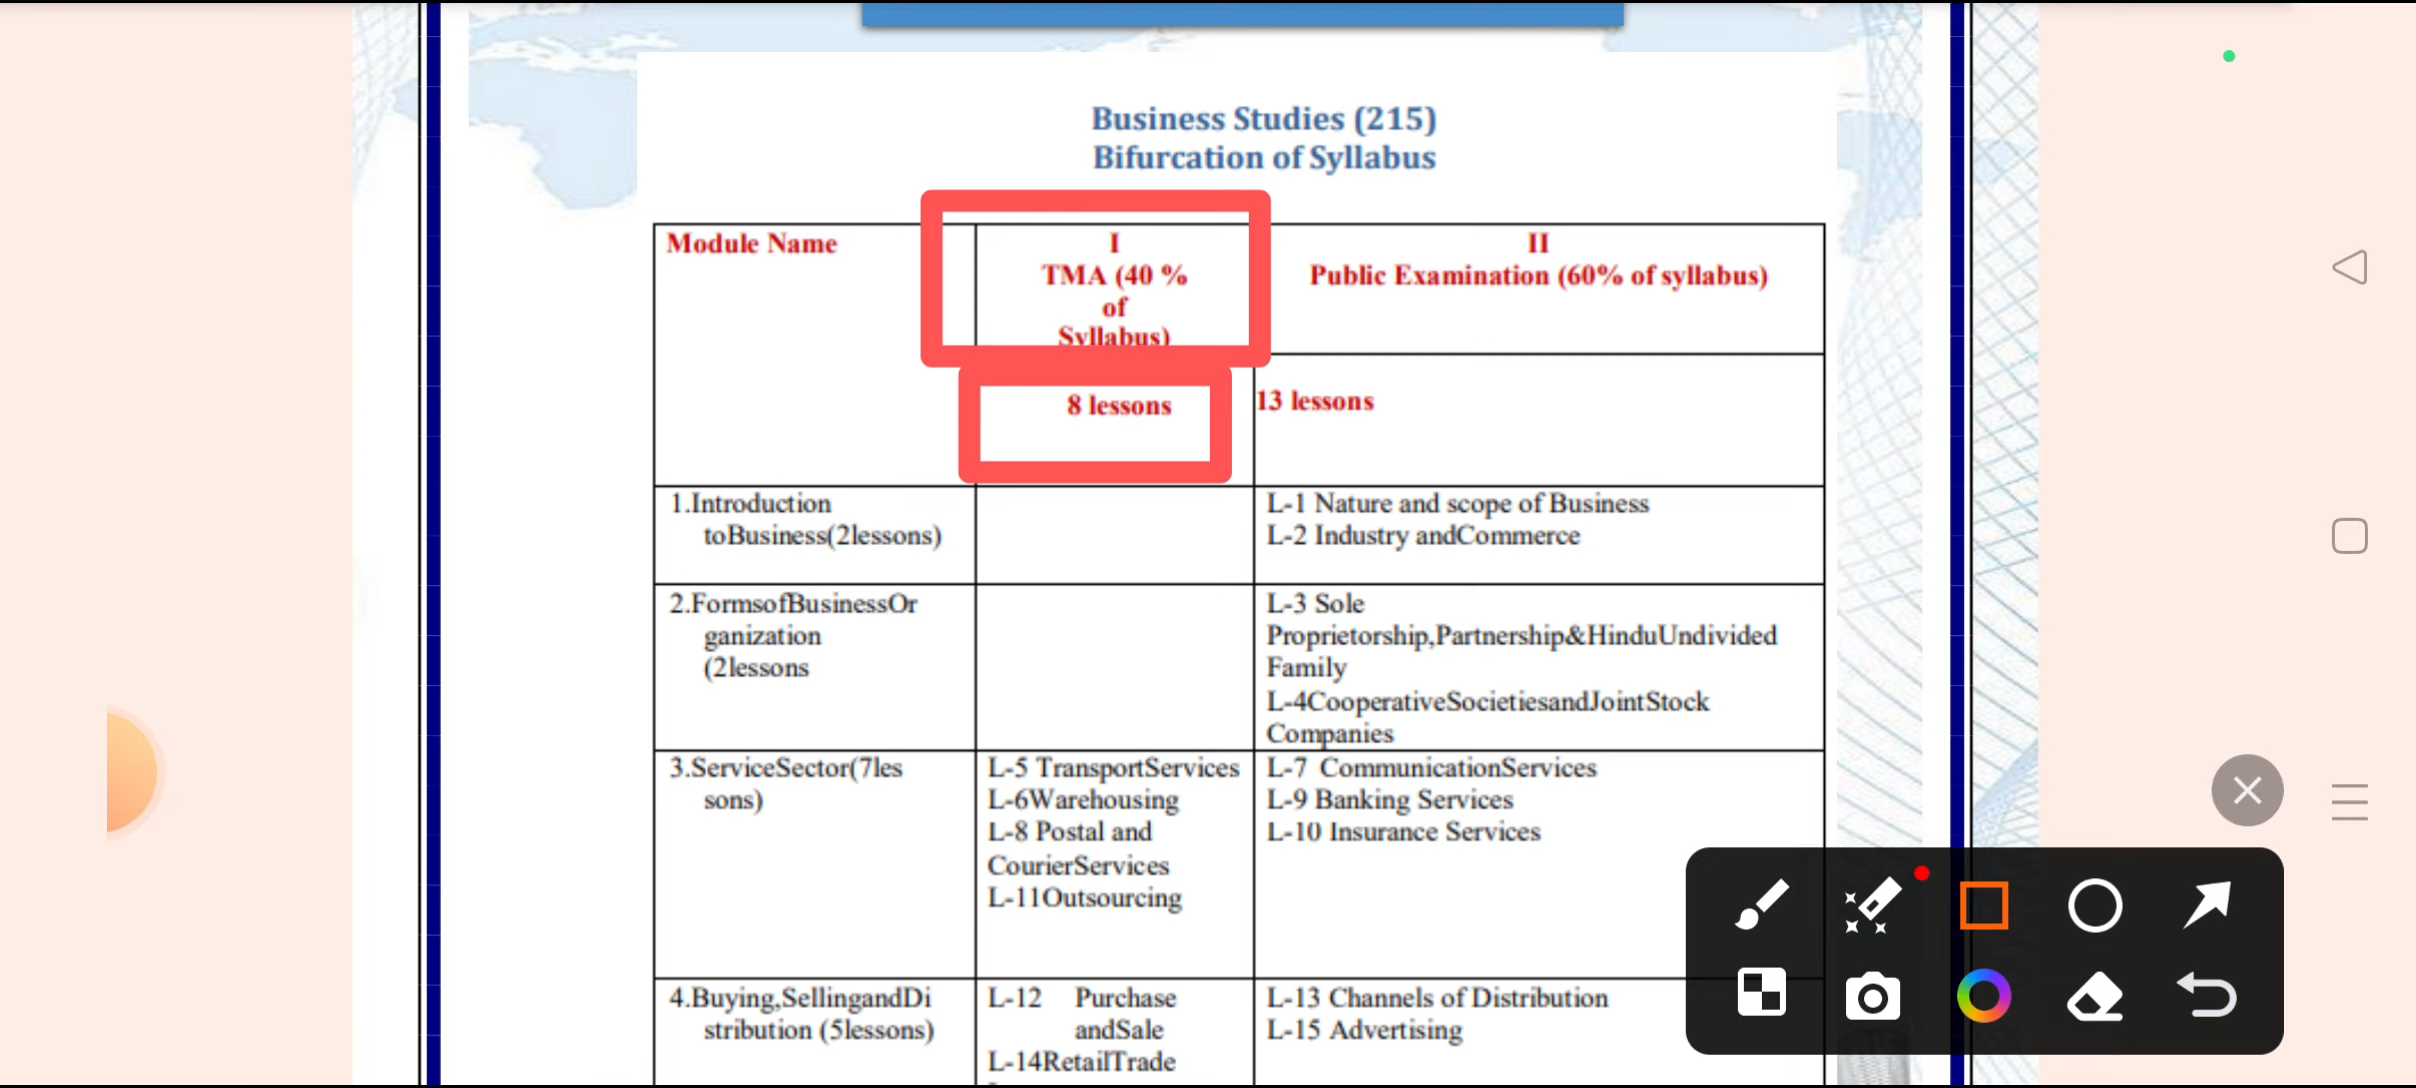 Business Studies (215)
Bifurcation of Syllabus
Module Name
I
TMA (40 %
of
Syllabus)
II
Public Examination (60% of syllabus)
8 lessons
13 lessons
1.Introduction
toBusiness(2lessons)
L-1 Nature and scope of Business
L-2 Industry andCommerce
2.FormsofBusinessOr
ganization
(2lessons
L-3 Sole
Proprietorship,Partnership&HinduUndivided
Family
L-4CooperativeSocietiesandJointStock
Companies
3.ServiceSector(7les
sons)
L-5 TransportServices
L-6Warehousing
L-8 Postal and
CourierServices
L-11Outsourcing
L-7 CommunicationServices
L-9 Banking Services
L-10 Insurance Services
4.Buying,SellingandDi
stribution (5lessons)
L-12 Purchase
andSale
L-14RetailTrade
L-13 Channels of Distribution
L-15 Advertising